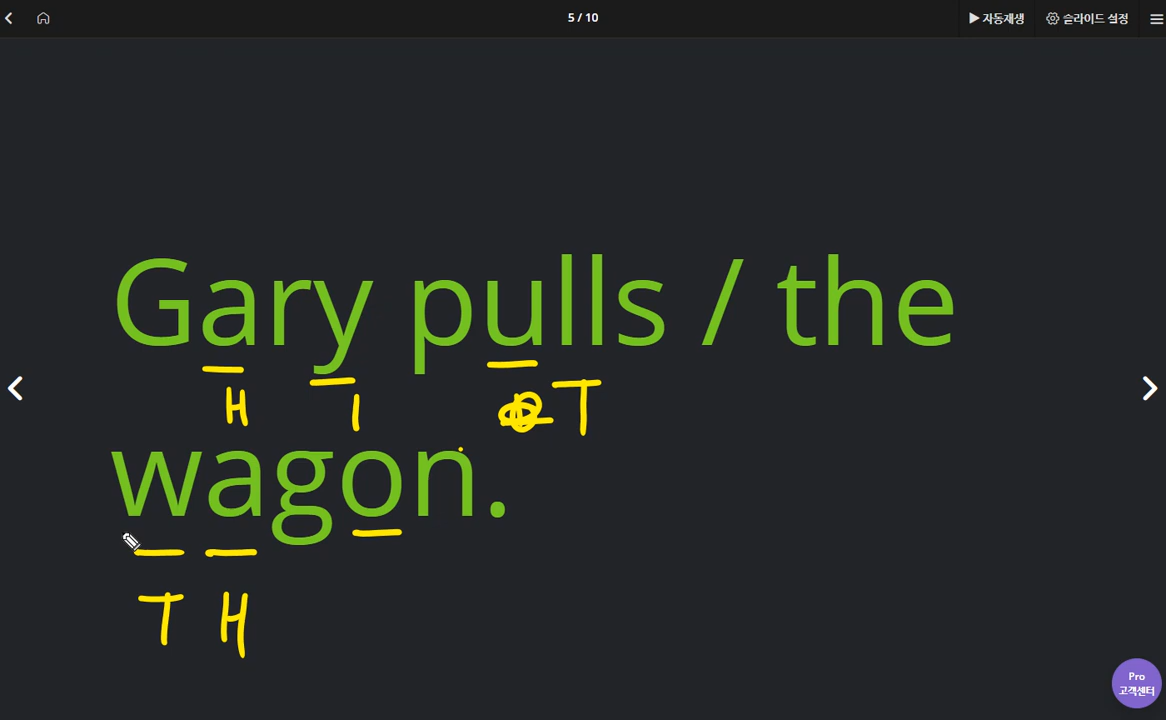 5 / 10
▶ 자동재생
슬라이드 설정
Gary pulls / the
H I T
wagon.
T H
Pro
고객센터